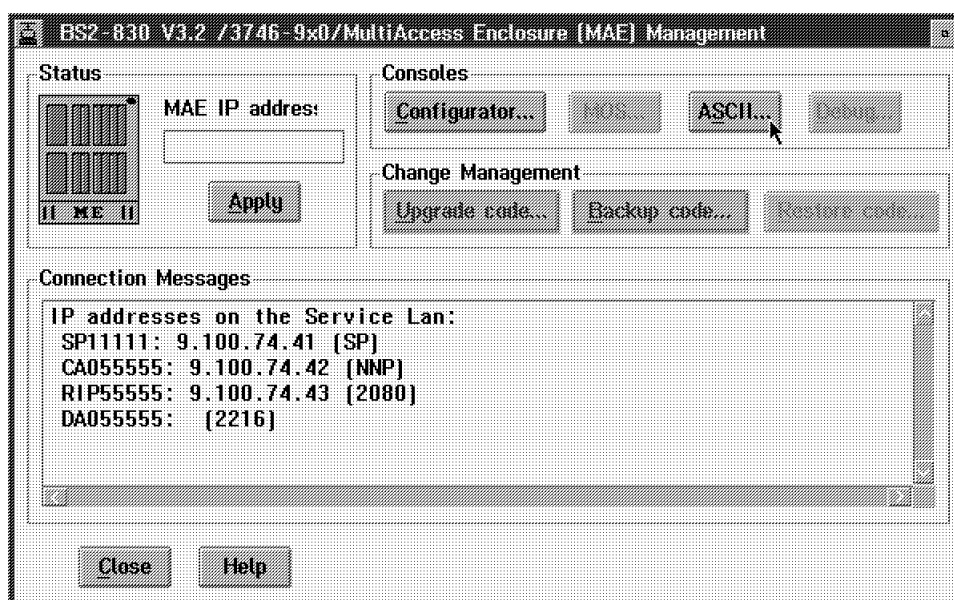 BS2-830 V3.2 /3746-9x0/MultiAccess Enclosure (MAE) Management
Status
MAE IP address
Apply
|| ME ||
Consoles
Configurator...
MOS...
ASCII...
Debug...
Change Management
Upgrade code...
Backup code...
Restore code...
Connection Messages
IP addresses on the Service Lan:
SP11111: 9.100.74.41 (SP)
CA055555: 9.100.74.42 (NNP)
RIP55555: 9.100.74.43 (2080)
DA055555: (2216)
Close
Help